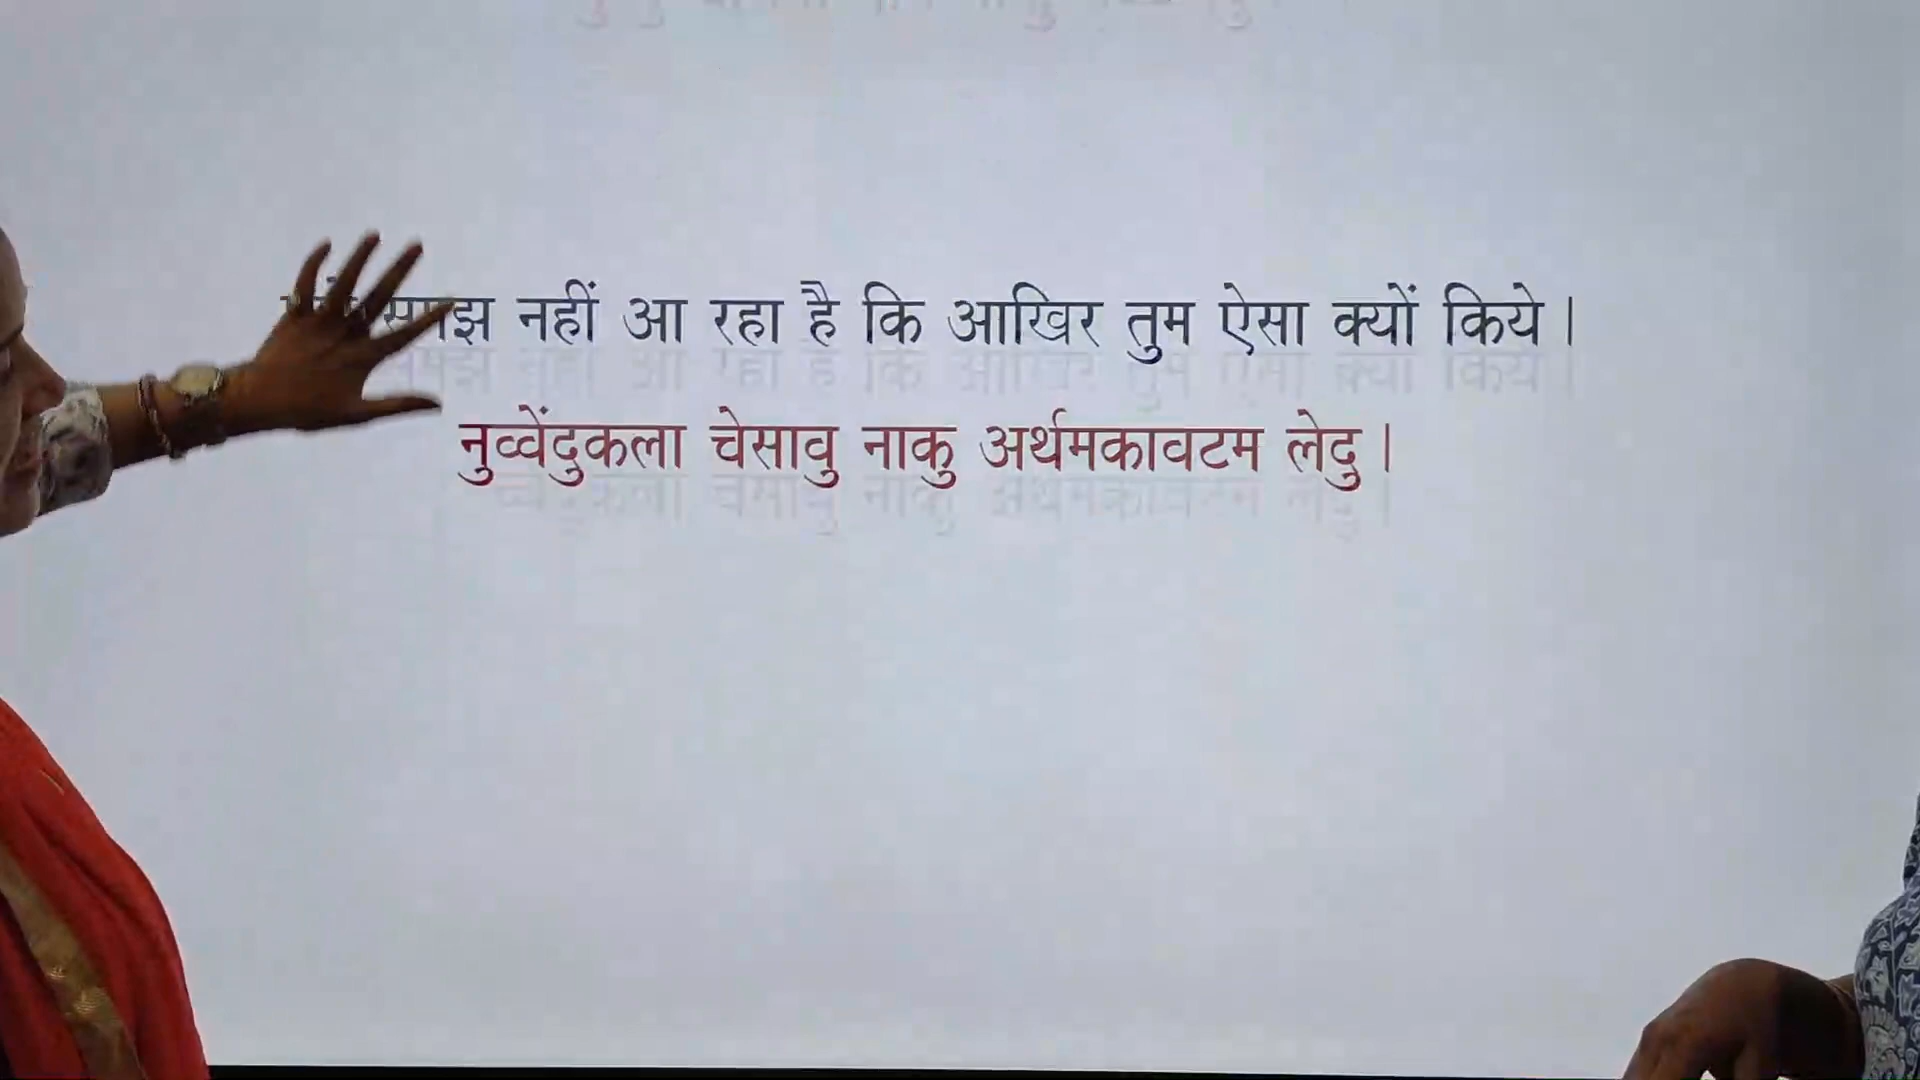 समझ नहीं आ रहा है कि आखिर तुम ऐसा क्यों किये।
नुव्वेंदुकला चेसावु नाकु अर्थमकावटम लेदु।